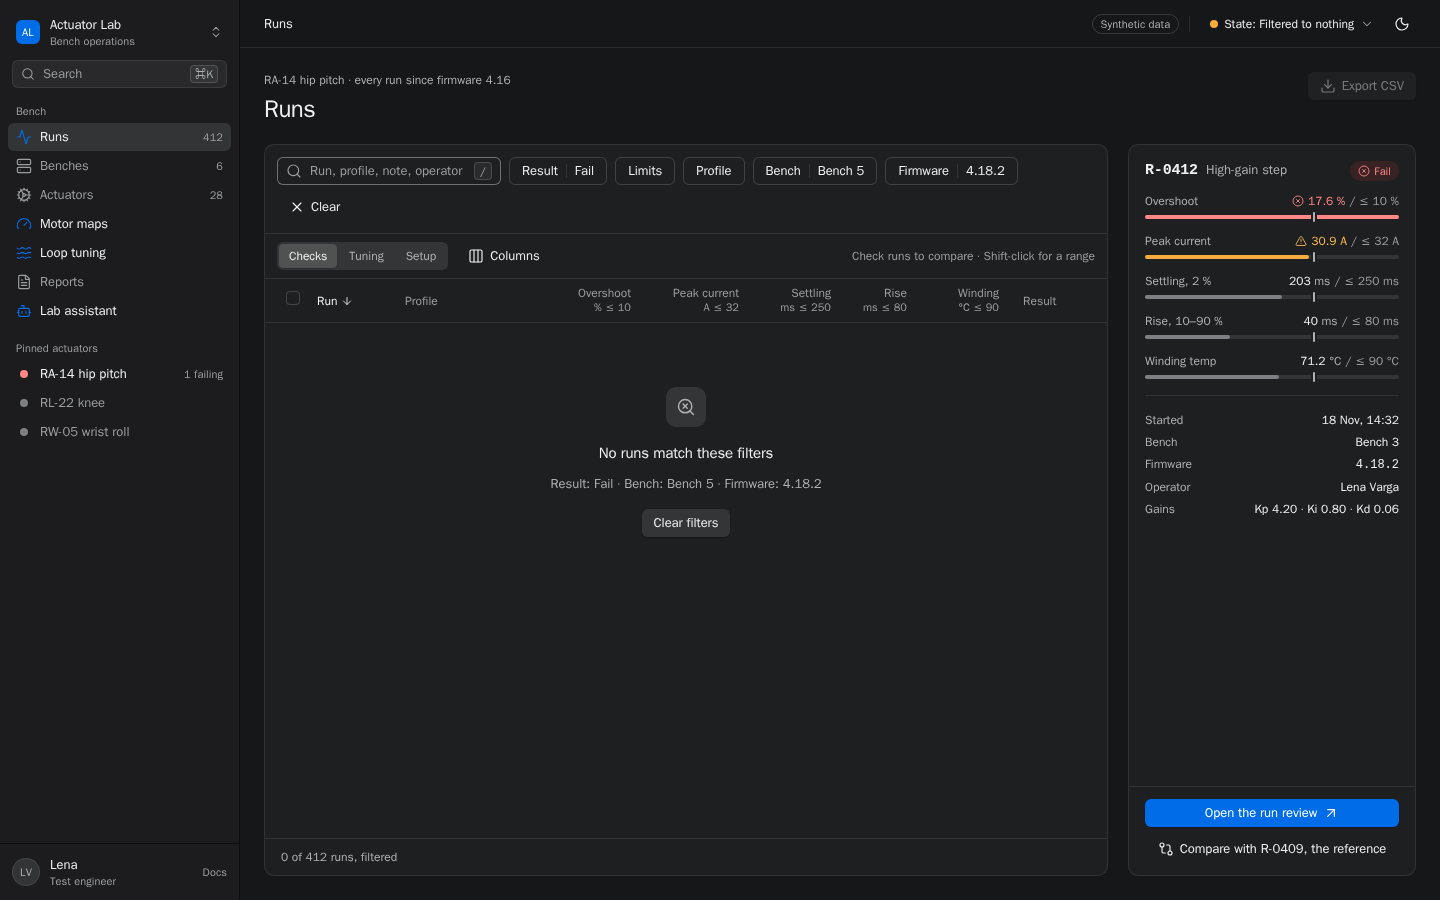 AL
Actuator Lab
Bench operations
Search
⌘K
Bench
Runs 412
Benches 6
Actuators 28
Motor maps
Loop tuning
Reports
Lab assistant
Pinned actuators
RA-14 hip pitch 1 failing
RL-22 knee
RW-05 wrist roll
LV
Lena
Test engineer
Docs
Runs
Synthetic data
State: Filtered to nothing
RA-14 hip pitch · every run since firmware 4.16
Runs
Export CSV
Run, profile, note, operator /
Result Fail
Limits
Profile
Bench Bench 5
Firmware 4.18.2
Clear
Checks Tuning Setup
Columns
Check runs to compare · Shift-click for a range
Run ↓
Profile
Overshoot
% ≤ 10
Peak current
A ≤ 32
Settling
ms ≤ 250
Rise
ms ≤ 80
Winding
°C ≤ 90
Result
No runs match these filters
Result: Fail · Bench: Bench 5 · Firmware: 4.18.2
Clear filters
0 of 412 runs, filtered
R-0412 High-gain step Fail
Overshoot 17.6 % / ≤ 10 %
Peak current 30.9 A / ≤ 32 A
Settling, 2 % 203 ms / ≤ 250 ms
Rise, 10–90 % 40 ms / ≤ 80 ms
Winding temp 71.2 °C / ≤ 90 °C
Started 18 Nov, 14:32
Bench Bench 3
Firmware 4.18.2
Operator Lena Varga
Gains Kp 4.20 · Ki 0.80 · Kd 0.06
Open the run review
Compare with R-0409, the reference